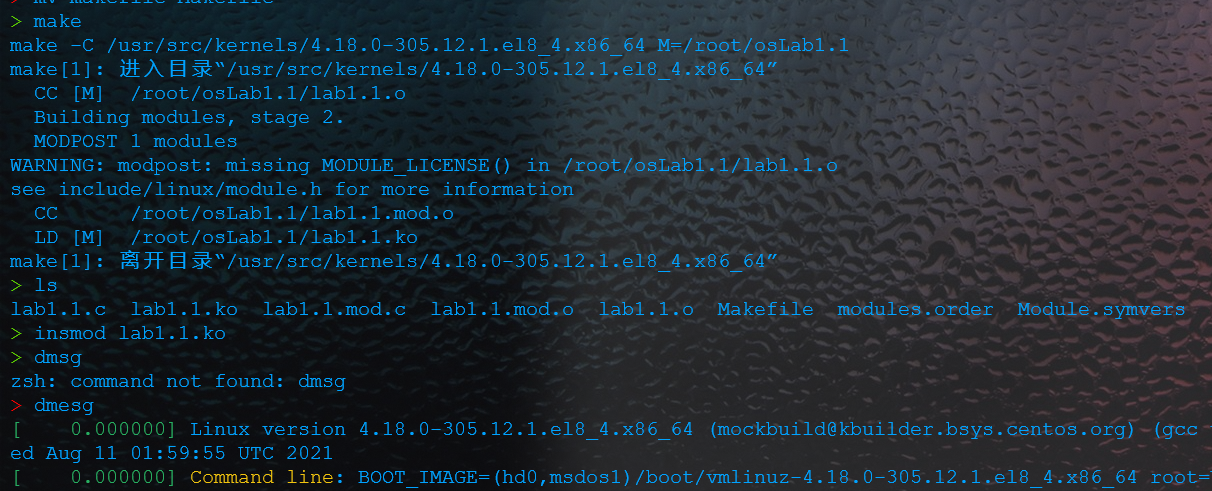 > mv makefile Makefile
> make
make -C /usr/src/kernels/4.18.0-305.12.1.el8_4.x86_64 M=/root/osLab1.1
make[1]: 进入目录“/usr/src/kernels/4.18.0-305.12.1.el8_4.x86_64”
  CC [M]  /root/osLab1.1/lab1.1.o
  Building modules, stage 2.
  MODPOST 1 modules
WARNING: modpost: missing MODULE_LICENSE() in /root/osLab1.1/lab1.1.o
see include/linux/module.h for more information
  CC      /root/osLab1.1/lab1.1.mod.o
  LD [M]  /root/osLab1.1/lab1.1.ko
make[1]: 离开目录“/usr/src/kernels/4.18.0-305.12.1.el8_4.x86_64”
> ls
lab1.1.c  lab1.1.ko  lab1.1.mod.c  lab1.1.mod.o  lab1.1.o  Makefile  modules.order  Module.symvers
> insmod lab1.1.ko
> dmsg
zsh: command not found: dmsg
> dmesg
[    0.000000] Linux version 4.18.0-305.12.1.el8_4.x86_64 (mockbuild@kbuilder.bsys.centos.org) (gcc
ed Aug 11 01:59:55 UTC 2021
[    0.000000] Command line: BOOT_IMAGE=(hd0,msdos1)/boot/vmlinuz-4.18.0-305.12.1.el8_4.x86_64 root=